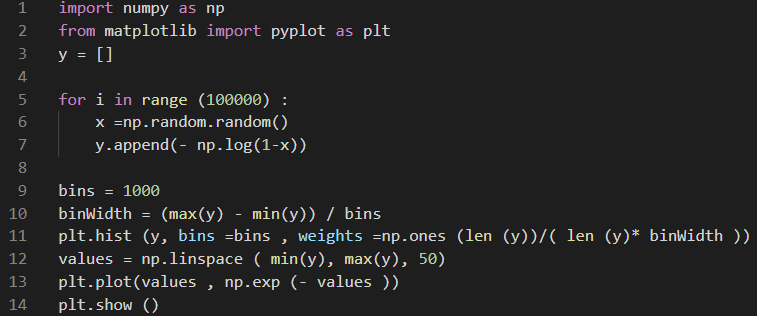 1 import numpy as np
2 from matplotlib import pyplot as plt
3 y = []
4
5 for i in range (100000) :
6     x =np.random.random()
7     y.append(- np.log(1-x))
8
9 bins = 1000
10 binWidth = (max(y) - min(y)) / bins
11 plt.hist (y, bins =bins , weights =np.ones (len (y))/( len (y)* binWidth ))
12 values = np.linspace ( min(y), max(y), 50)
13 plt.plot(values , np.exp (- values ))
14 plt.show ()